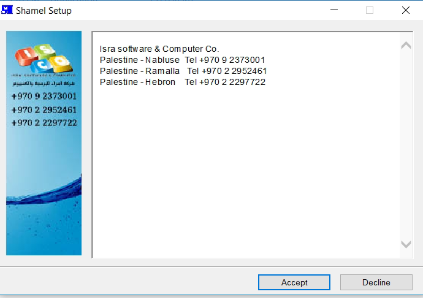 Shamel Setup
شركة اسراء للبرمجة والكمبيوتر
+970 9 2373001
+970 2 2952461
+970 2 2297722
Isra software & Computer Co.
Palestine - Nabluse Tel +970 9 2373001
Palestine - Ramalla Tel +970 2 2952461
Palestine - Hebron Tel +970 2 2297722
Accept
Decline